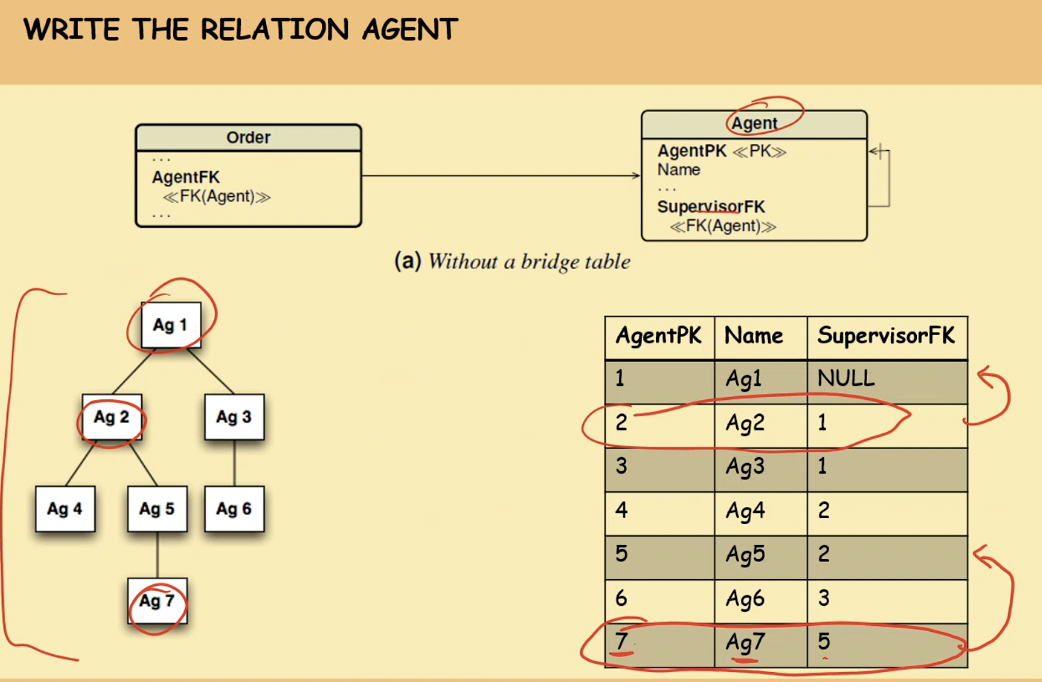 WRITE THE RELATION AGENT
Order
...
AgentFK
≪FK(Agent)≫
...
Agent
AgentPK ≪PK≫
Name
...
SupervisorFK
≪FK(Agent)≫
(a) Without a bridge table
Ag 1
Ag 2
Ag 3
Ag 4
Ag 5
Ag 6
Ag 7
AgentPK Name SupervisorFK
1 Ag1 NULL
2 Ag2 1
3 Ag3 1
4 Ag4 2
5 Ag5 2
6 Ag6 3
7 Ag7 5